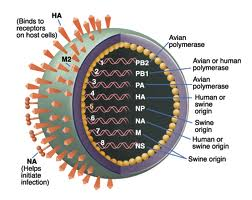 HA
(Binds to
receptors
on host cells)
M2
NA
(Helps
initiate
infection)
1 PB2
2 PB1
3 PA
4 HA
5 NP
6 NA
7 M
8 NS
Avian
polymerase
Avian or human
polymerase
Avian
polymerase
Human or
swine origin
Swine
origin
Human or
swine origin
Swine origin